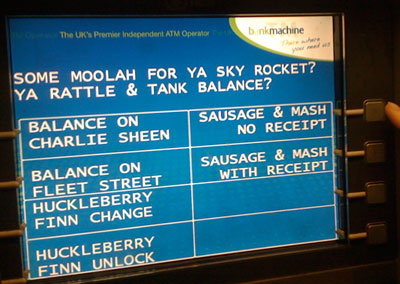 The UK's Premier Independent ATM Operator
bankmachine
there where
you need us
SOME MOOLAH FOR YA SKY ROCKET?
YA RATTLE & TANK BALANCE?
BALANCE ON
CHARLIE SHEEN
SAUSAGE & MASH
NO RECEIPT
BALANCE ON
FLEET STREET
SAUSAGE & MASH
WITH RECEIPT
HUCKLEBERRY
FINN CHANGE
HUCKLEBERRY
FINN UNLOCK